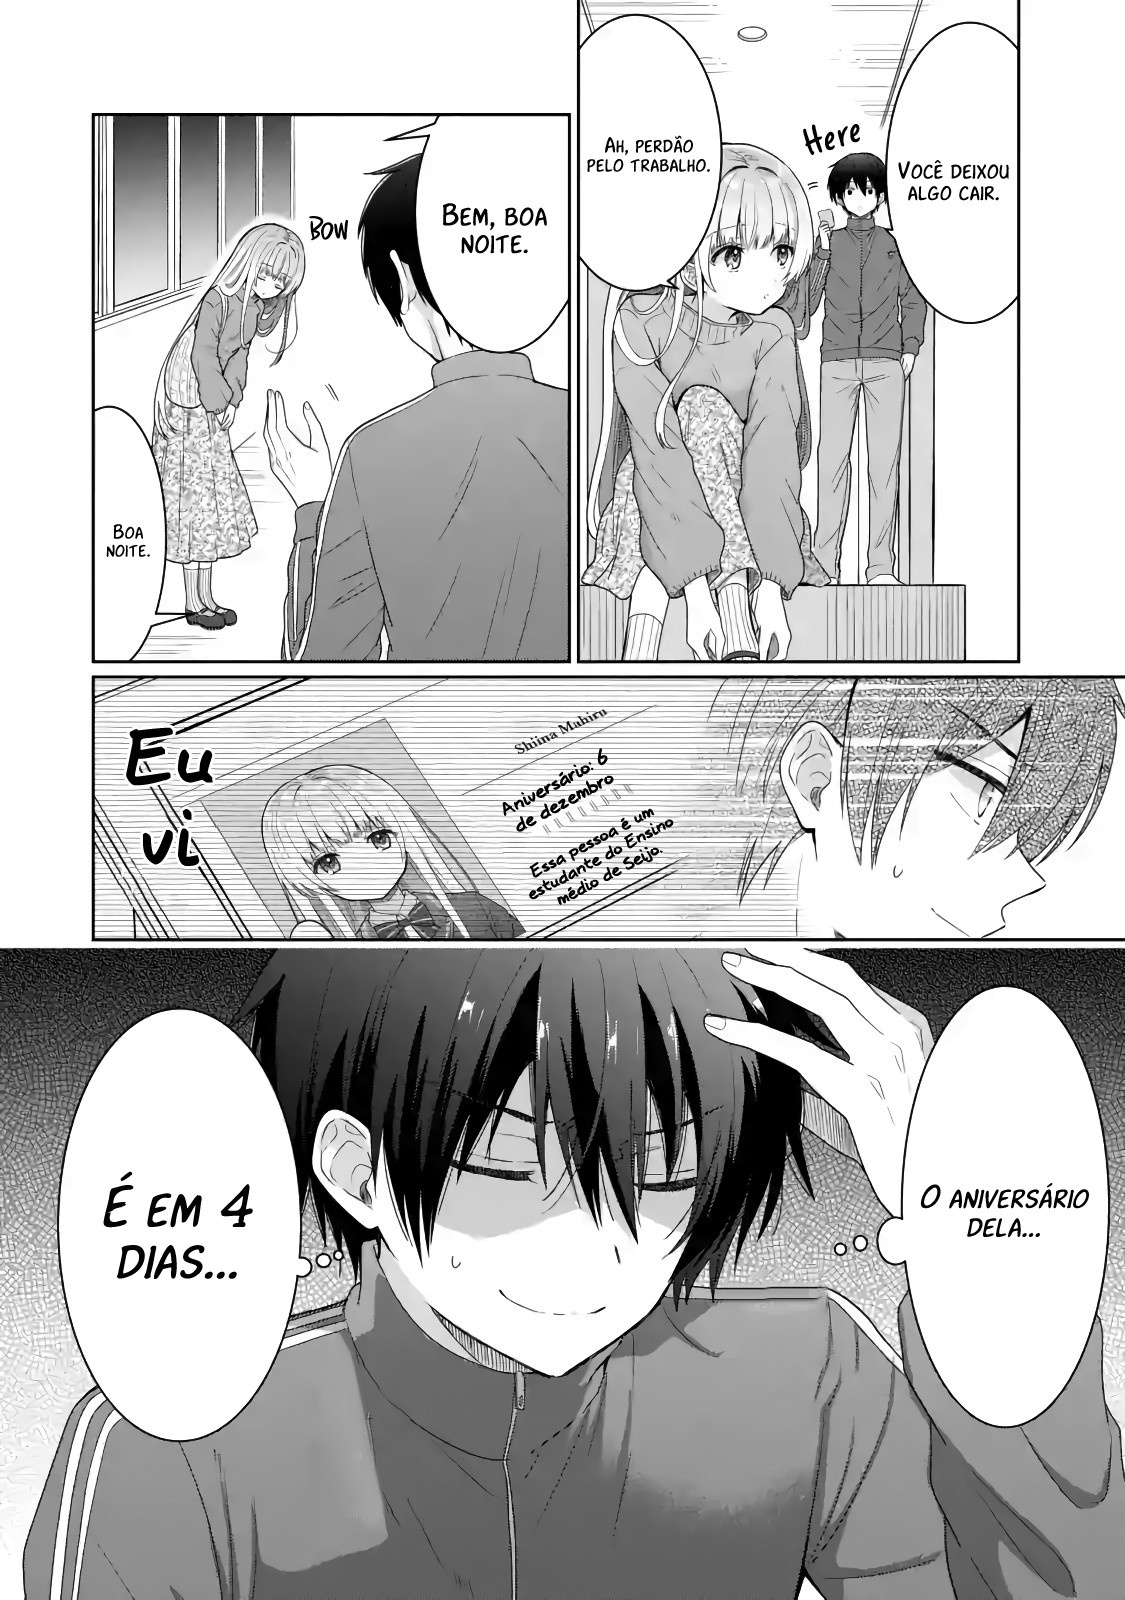 Você deixou
algo cair.
Here
Ah, perdão
pelo trabalho.
Bem, boa
noite.
Bow
Boa
noite.
Shiina Mahiru
Aniversário: 6
de dezembro
Essa pessoa é um
estudante do Ensino
médio de Seijo.
Eu
vi
O aniversário
dela...
É em 4
dias...